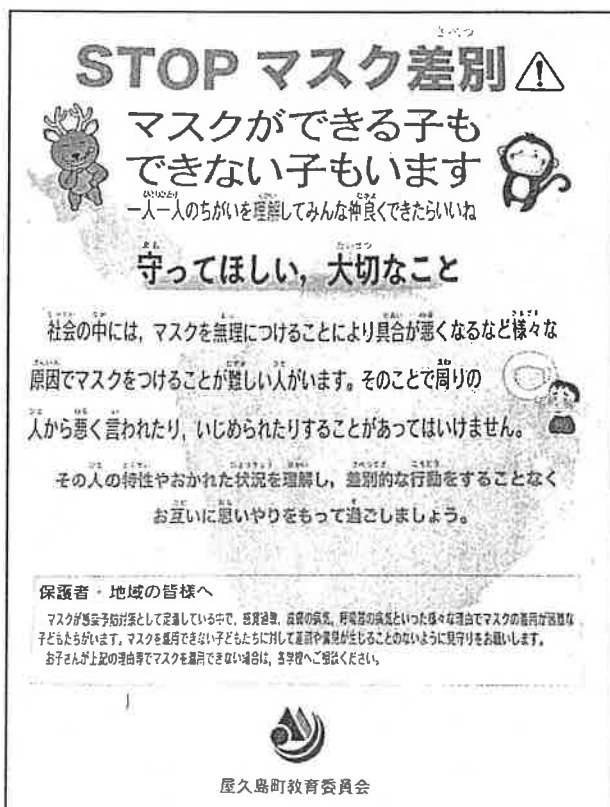 STOP マスク差別
マスクができる子も
できない子もいます
一人一人のちがいを理解してみんな仲良くできたらいいね
守ってほしい，大切なこと
社会の中には，マスクを無理につけることにより具合が悪くなるなど様々な
原因でマスクをつけることが難しい人がいます。そのことで周りの
人から悪く言われたり，いじめられたりすることがあってはいけません。
その人の特性やおかれた状況を理解し，差別的な行動をすることなく
お互いに思いやりをもって過ごしましょう。
保護者・地域の皆様へ
マスクが感染予防対策として定着している中で，感覚過敏，皮膚の病気，呼吸器の病気といった様々な理由でマスクの着用が困難な
子どもたちがいます。マスクを着用できない子どもたちに対して差別や偏見が生じることのないように見守りをお願いします。
お子さんが上記の理由等でマスクを着用できない場合は，各学校へご相談ください。
屋久島町教育委員会